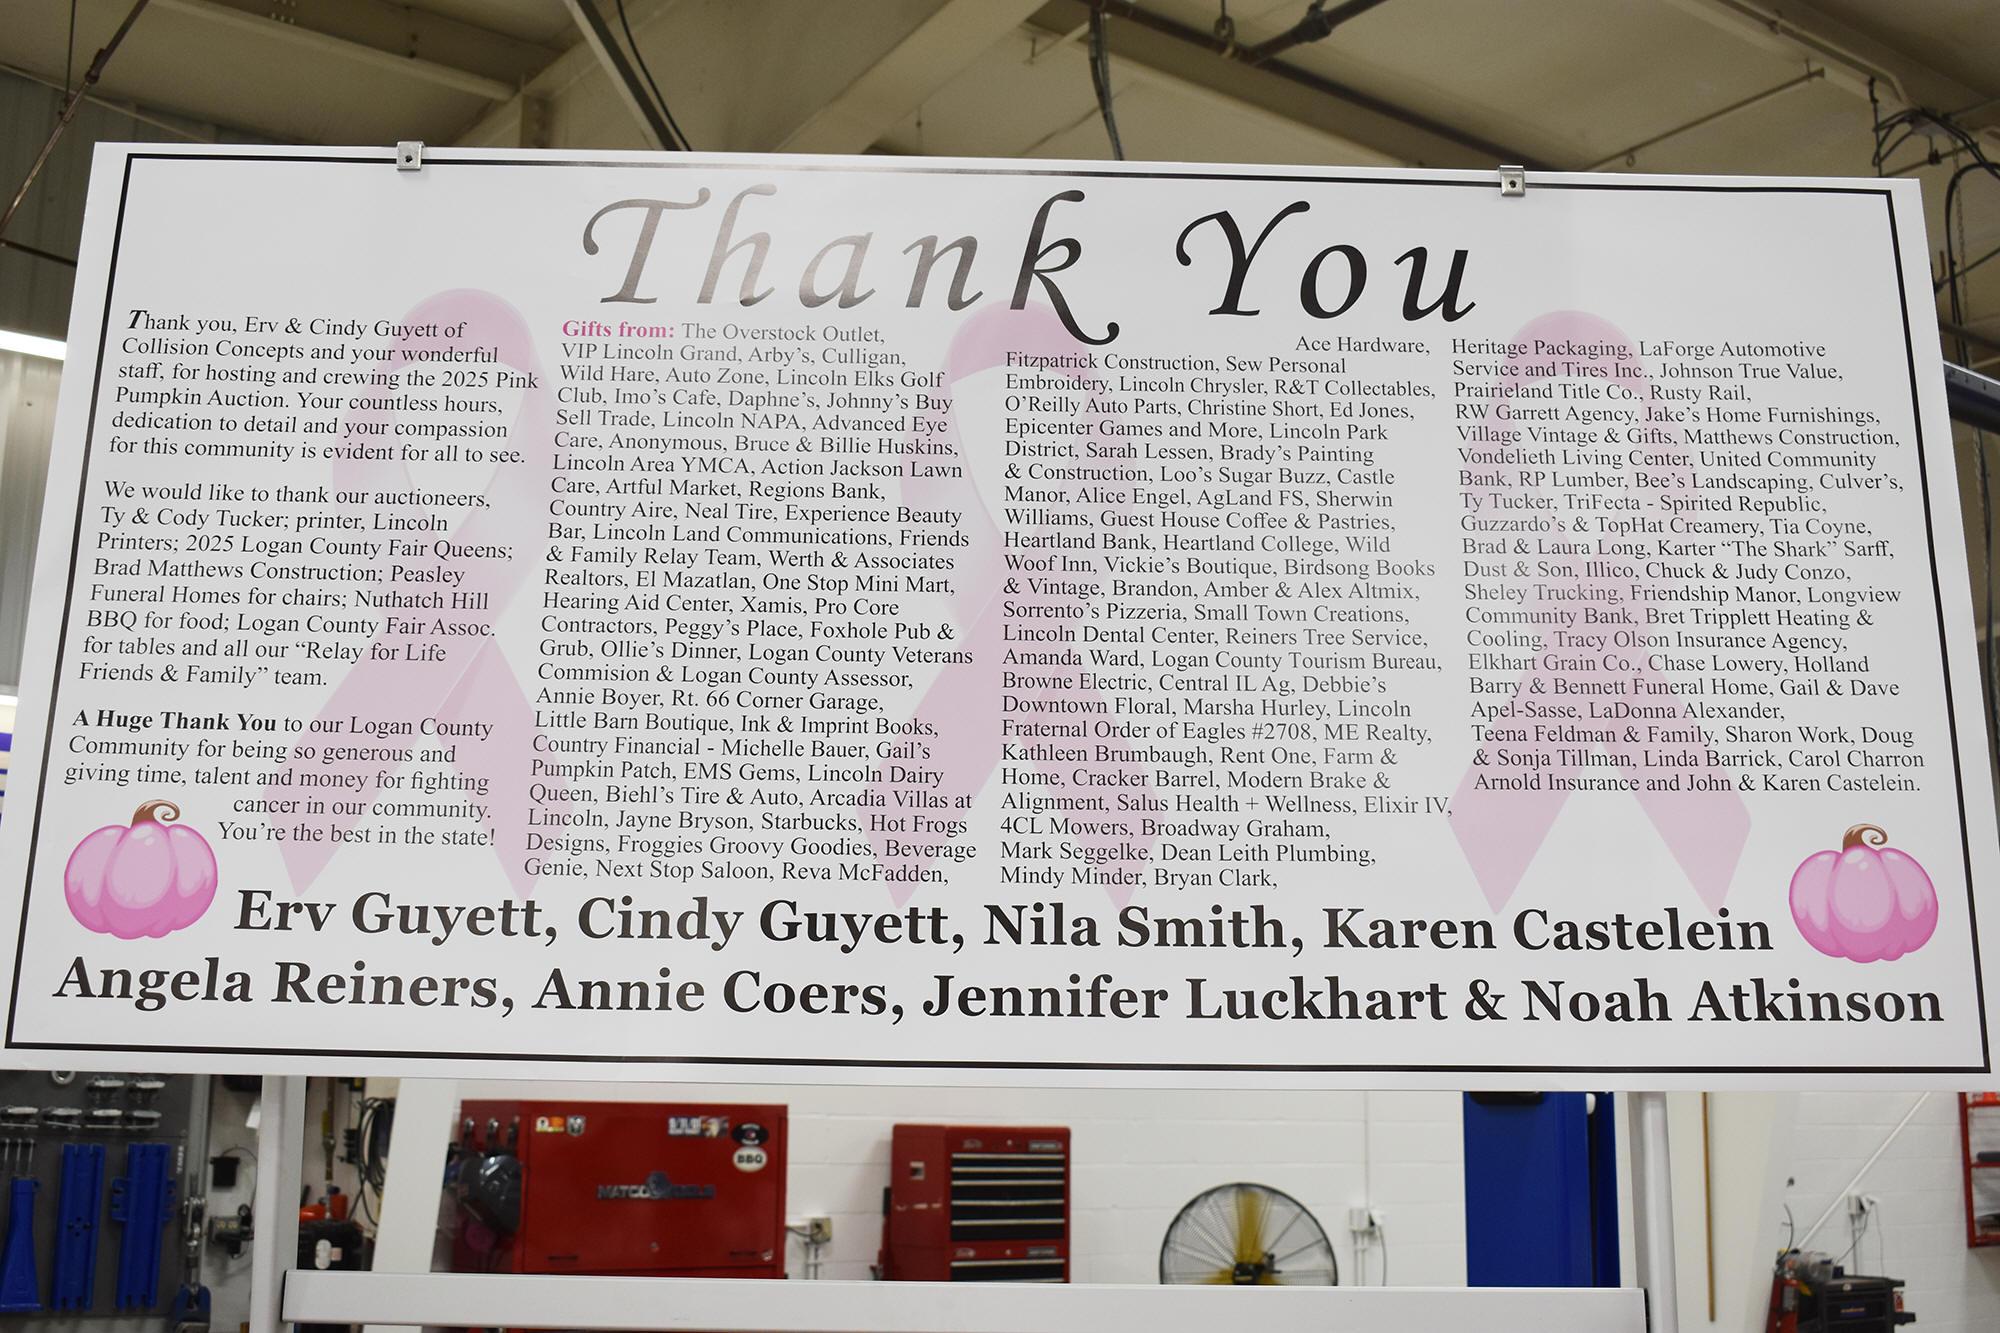 Thank You
Thank you, Erv & Cindy Guyett of
Collision Concepts and your wonderful
staff, for hosting and crewing the 2025 Pink
Pumpkin Auction. Your countless hours,
dedication to detail and your compassion
for this community is evident for all to see.
We would like to thank our auctioneers,
Ty & Cody Tucker; printer, Lincoln
Printers; 2025 Logan County Fair Queens;
Brad Matthews Construction; Peasley
Funeral Homes for chairs; Nuthatch Hill
BBQ for food; Logan County Fair Assoc.
for tables and all our “Relay for Life
Friends & Family” team.
A Huge Thank You to our Logan County
Community for being so generous and
giving time, talent and money for fighting
cancer in our community.
You’re the best in the state!
Gifts from: The Overstock Outlet,
VIP Lincoln Grand, Arby’s, Culligan,
Wild Hare, Auto Zone, Lincoln Elks Golf
Club, Imo’s Cafe, Daphne’s, Johnny’s Buy
Sell Trade, Lincoln NAPA, Advanced Eye
Care, Anonymous, Bruce & Billie Huskins,
Lincoln Area YMCA, Action Jackson Lawn
Care, Artful Market, Regions Bank,
Country Aire, Neal Tire, Experience Beauty
Bar, Lincoln Land Communications, Friends
& Family Relay Team, Werth & Associates
Realtors, El Mazatlan, One Stop Mini Mart,
Hearing Aid Center, Xamis, Pro Core
Contractors, Peggy’s Place, Foxhole Pub &
Grub, Ollie’s Dinner, Logan County Veterans
Commision & Logan County Assessor,
Annie Boyer, Rt. 66 Corner Garage,
Little Barn Boutique, Ink & Imprint Books,
Country Financial - Michelle Bauer, Gail’s
Pumpkin Patch, EMS Gems, Lincoln Dairy
Queen, Biehl’s Tire & Auto, Arcadia Villas at
Lincoln, Jayne Bryson, Starbucks, Hot Frogs
Designs, Froggies Groovy Goodies, Beverage
Genie, Next Stop Saloon, Reva McFadden,
Ace Hardware,
Fitzpatrick Construction, Sew Personal
Embroidery, Lincoln Chrysler, R&T Collectables,
O’Reilly Auto Parts, Christine Short, Ed Jones,
Epicenter Games and More, Lincoln Park
District, Sarah Lessen, Brady’s Painting
& Construction, Loo’s Sugar Buzz, Castle
Manor, Alice Engel, AgLand FS, Sherwin
Williams, Guest House Coffee & Pastries,
Heartland Bank, Heartland College, Wild
Woof Inn, Vickie’s Boutique, Birdsong Books
& Vintage, Brandon, Amber & Alex Altmix,
Sorrento’s Pizzeria, Small Town Creations,
Lincoln Dental Center, Reiners Tree Service,
Amanda Ward, Logan County Tourism Bureau,
Browne Electric, Central IL Ag, Debbie’s
Downtown Floral, Marsha Hurley, Lincoln
Fraternal Order of Eagles #2708, ME Realty,
Kathleen Brumbaugh, Rent One, Farm &
Home, Cracker Barrel, Modern Brake &
Alignment, Salus Health + Wellness, Elixir IV,
4CL Mowers, Broadway Graham,
Mark Seggelke, Dean Leith Plumbing,
Mindy Minder, Bryan Clark,
Heritage Packaging, LaForge Automotive
Service and Tires Inc., Johnson True Value,
Prairieland Title Co., Rusty Rail,
RW Garrett Agency, Jake’s Home Furnishings,
Village Vintage & Gifts, Matthews Construction,
Vondelieth Living Center, United Community
Bank, RP Lumber, Bee’s Landscaping, Culver’s,
Ty Tucker, TriFecta - Spirited Republic,
Guzzardo’s & TopHat Creamery, Tia Coyne,
Brad & Laura Long, Karter “The Shark” Sarff,
Dust & Son, Illico, Chuck & Judy Conzo,
Sheley Trucking, Friendship Manor, Longview
Community Bank, Bret Tripplett Heating &
Cooling, Tracy Olson Insurance Agency,
Elkhart Grain Co., Chase Lowery, Holland
Barry & Bennett Funeral Home, Gail & Dave
Apel-Sasse, LaDonna Alexander,
Teena Feldman & Family, Sharon Work, Doug
& Sonja Tillman, Linda Barrick, Carol Charron
Arnold Insurance and John & Karen Castelein.
Erv Guyett, Cindy Guyett, Nila Smith, Karen Castelein
Angela Reiners, Annie Coers, Jennifer Luckhart & Noah Atkinson
BBQ